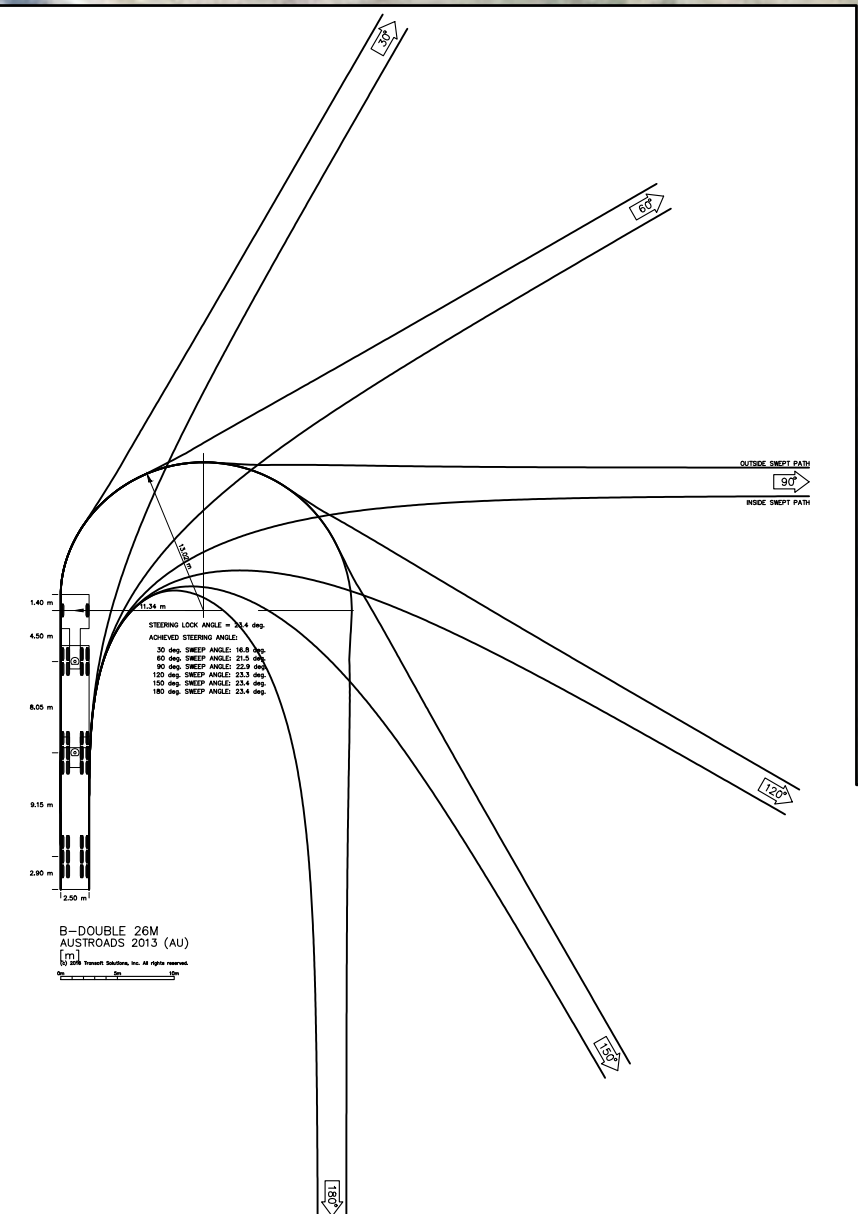 30°
60°
OUTSIDE SWEPT PATH
90°
INSIDE SWEPT PATH
13.02 m
1.40 m
11.34 m
STEERING LOCK ANGLE = 23.4 deg.
4.50 m
ACHIEVED STEERING ANGLE:
30 deg. SWEEP ANGLE: 16.8 deg.
60 deg. SWEEP ANGLE: 21.5 deg.
90 deg. SWEEP ANGLE: 22.9 deg.
120 deg. SWEEP ANGLE: 23.3 deg.
150 deg. SWEEP ANGLE: 23.4 deg.
180 deg. SWEEP ANGLE: 23.4 deg.
8.05 m
120°
9.15 m
2.90 m
2.50 m
B-DOUBLE 26M
AUSTROADS 2013 (AU)
[m]
Transoft Solutions, Inc. All rights reserved.
0m 5m 10m
150°
180°